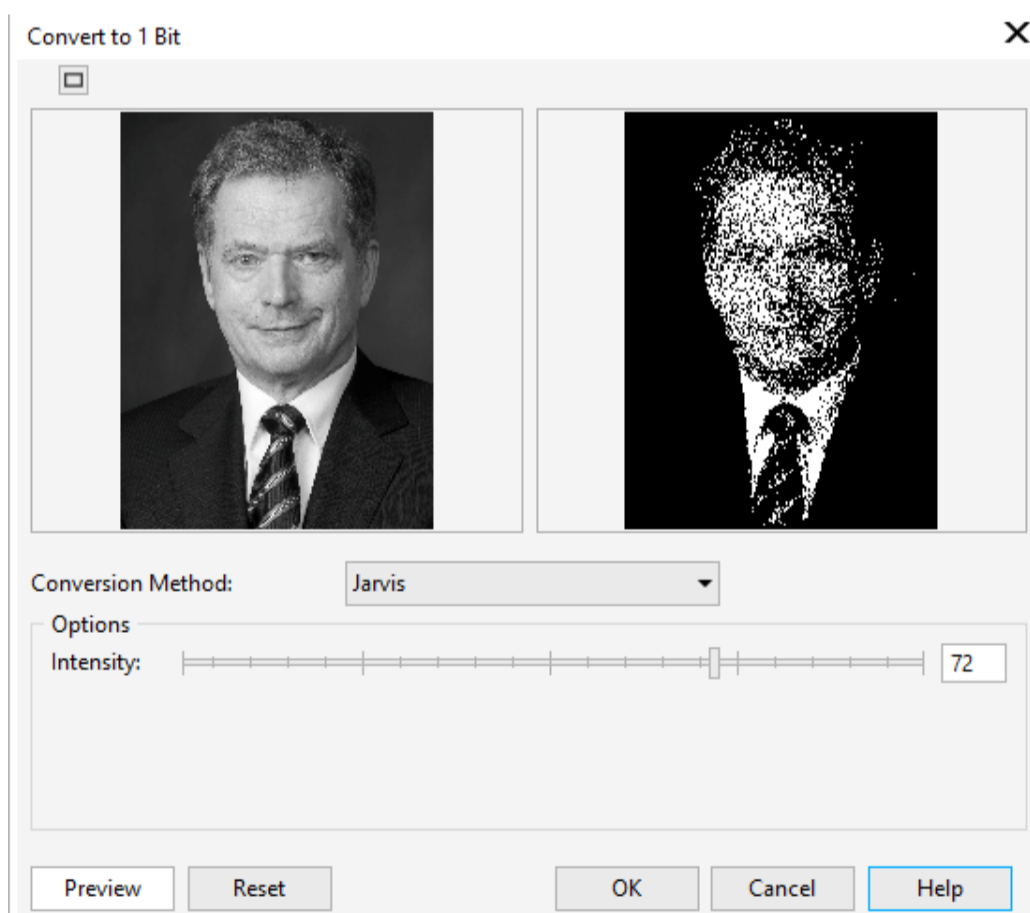 Convert to 1 Bit
Conversion Method: Jarvis
Options
Intensity: 72
Preview Reset OK Cancel Help